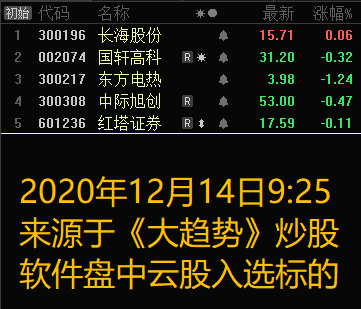 初始 代码 名称 ✷● 最新 涨幅%
1 300196 长海股份 15.71 0.06
2 002074 国轩高科 R ✷ 31.20 -0.32
3 300217 东方电热 3.98 -1.24
4 300308 中际旭创 R 53.00 -0.47
5 601236 红塔证券 R 17.59 -0.11
2020年12月14日9:25
来源于《大趋势》炒股
软件盘中云股入选标的